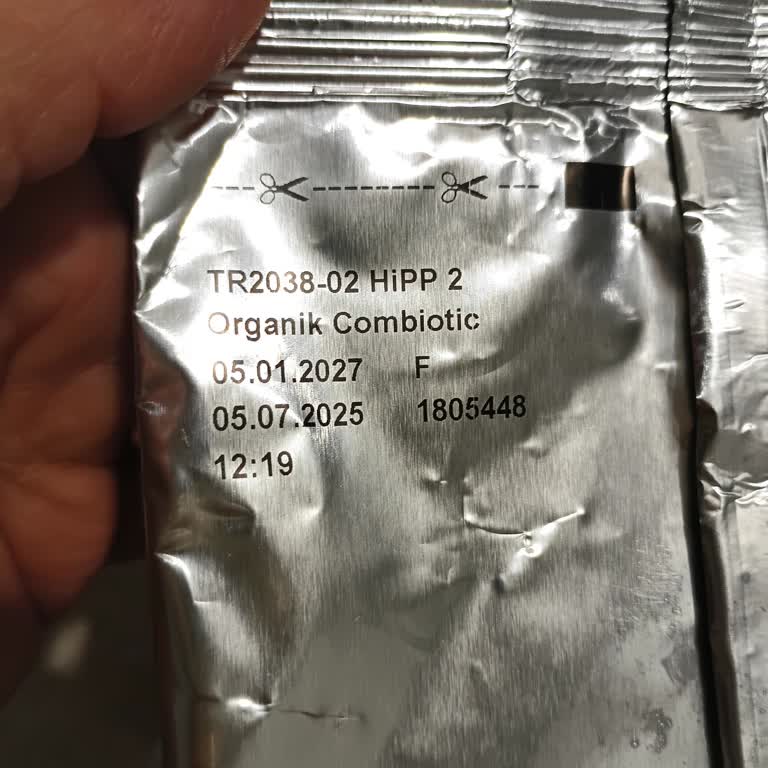 TR2038-02 HiPP 2
Organik Combiotic
05.01.2027 F
05.07.2025 1805448
12:19